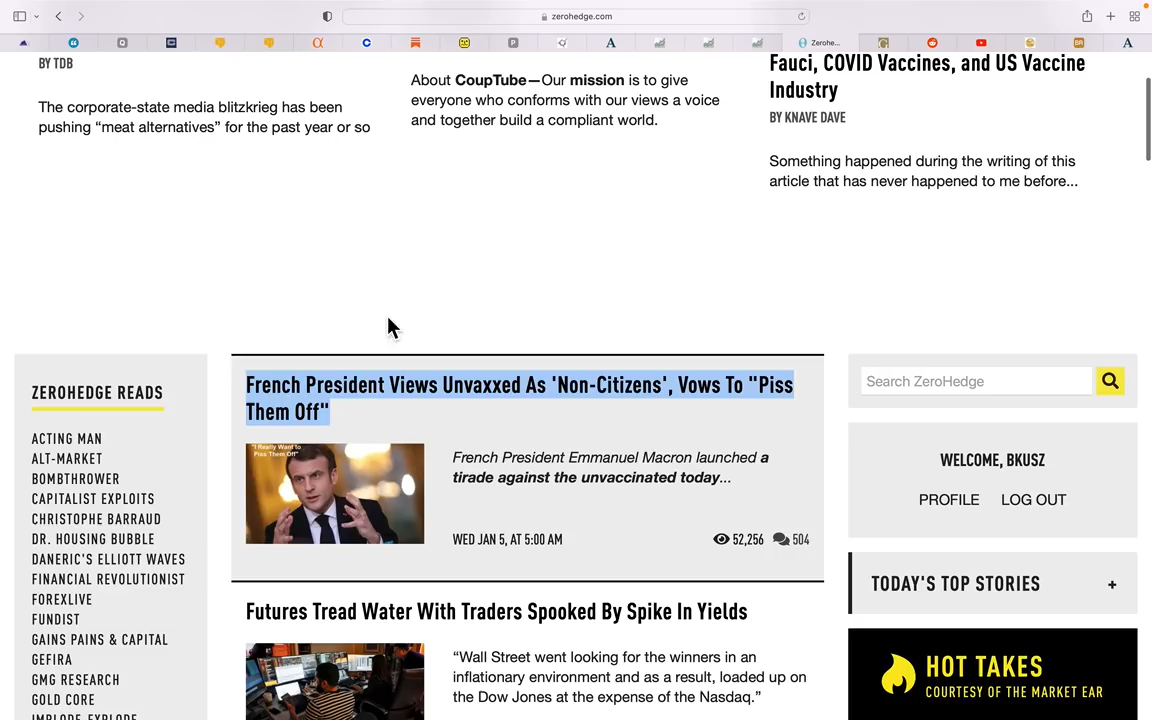 zerohedge.com
Zerohe...
BY TDB
The corporate-state media blitzkrieg has been
pushing “meat alternatives” for the past year or so
About CoupTube—Our mission is to give
everyone who conforms with our views a voice
and together build a compliant world.
Fauci, COVID Vaccines, and US Vaccine
Industry
BY KNAVE DAVE
Something happened during the writing of this
article that has never happened to me before...
ZEROHEDGE READS
ACTING MAN
ALT-MARKET
BOMBTHROWER
CAPITALIST EXPLOITS
CHRISTOPHE BARRAUD
DR. HOUSING BUBBLE
DANERIC'S ELLIOTT WAVES
FINANCIAL REVOLUTIONIST
FOREXLIVE
FUNDIST
GAINS PAINS & CAPITAL
GEFIRA
GMG RESEARCH
GOLD CORE
IMPLODE-EXPLODE
French President Views Unvaxxed As 'Non-Citizens', Vows To "Piss
Them Off"
"I Really Want to
Piss Them Off"
French President Emmanuel Macron launched a
tirade against the unvaccinated today...
WED JAN 5, AT 5:00 AM
52,256
504
Futures Tread Water With Traders Spooked By Spike In Yields
“Wall Street went looking for the winners in an
inflationary environment and as a result, loaded up on
the Dow Jones at the expense of the Nasdaq.”
Search ZeroHedge
WELCOME, BKUSZ
PROFILE
LOG OUT
TODAY'S TOP STORIES
+
HOT TAKES
COURTESY OF THE MARKET EAR